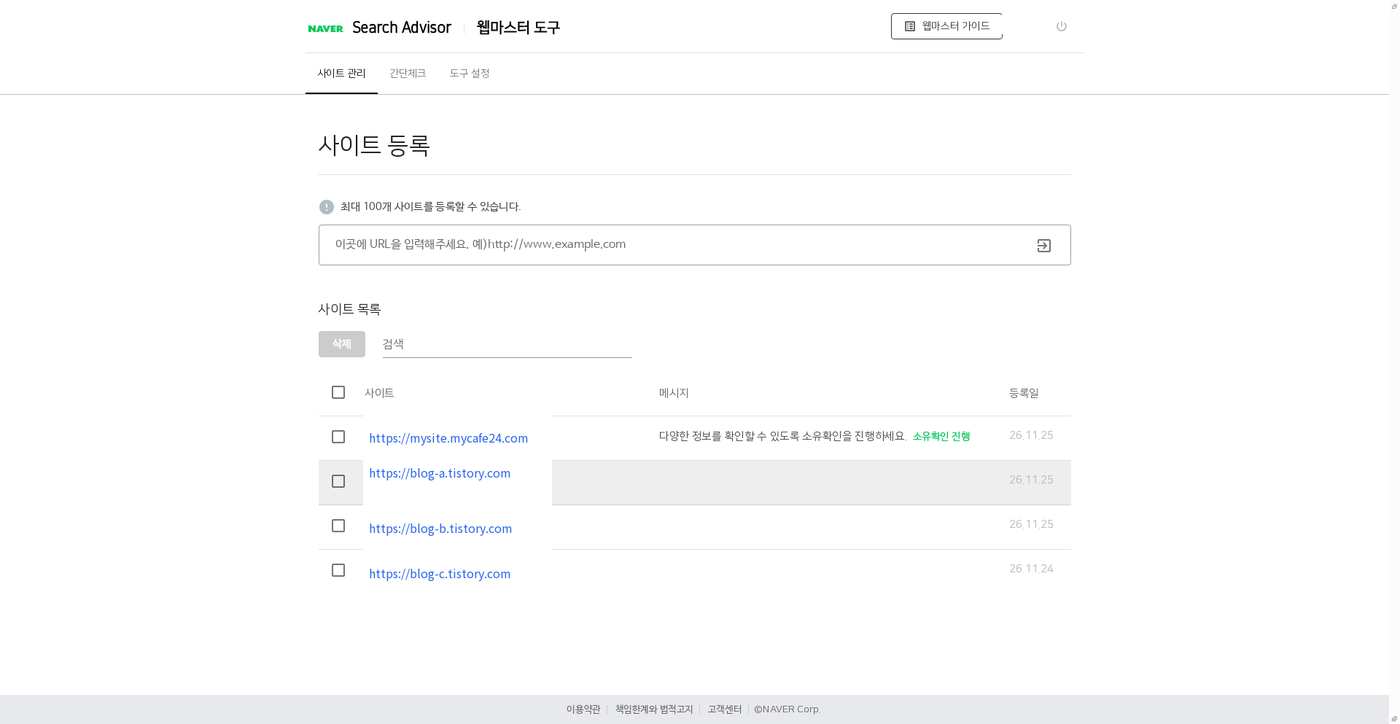 NAVER Search Advisor 웹마스터 도구 웹마스터 가이드
사이트 관리 간단체크 도구 설정
사이트 등록
최대 100개 사이트를 등록할 수 있습니다.
이곳에 URL을 입력해주세요. 예)http://www.example.com
사이트 목록
삭제 검색
사이트 메시지 등록일
https://mysite.mycafe24.com 다양한 정보를 확인할 수 있도록 소유확인을 진행하세요. 소유확인 진행 26.11.25
https://blog-a.tistory.com 26.11.25
https://blog-b.tistory.com 26.11.25
https://blog-c.tistory.com 26.11.24
이용약관 책임한계와 법적고지 고객센터 ©NAVER Corp.